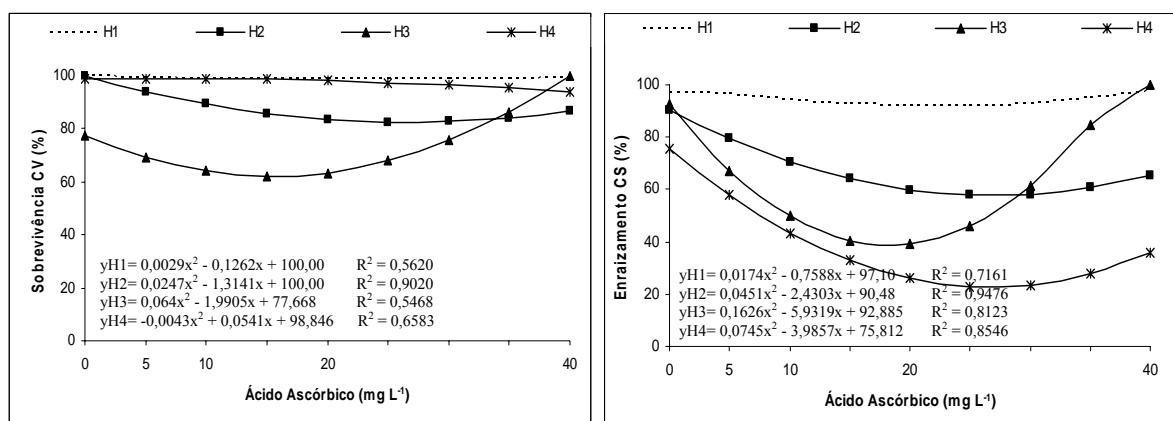 H1 H2 H3 H4
Sobrevivência CV (%)
100
80
60
40
20
0
yH1= 0,0029x² - 0,1262x + 100,00 R² = 0,5620
yH2= 0,0247x² - 1,3141x + 100,00 R² = 0,9020
yH3= 0,064x² - 1,9905x + 77,668 R² = 0,5468
yH4= -0,0043x² + 0,0541x + 98,846 R² = 0,6583
0 5 10 20 40
Ácido Ascórbico (mg L⁻¹)
H1 H2 H3 H4
Enraizamento CS (%)
100
80
60
40
20
0
yH1= 0,0174x² - 0,7588x + 97,10 R² = 0,7161
yH2= 0,0451x² - 2,4303x + 90,48 R² = 0,9476
yH3= 0,1626x² - 5,9319x + 92,885 R² = 0,8123
yH4= 0,0745x² - 3,9857x + 75,812 R² = 0,8546
0 5 10 20 40
Ácido Ascórbico (mg L⁻¹)